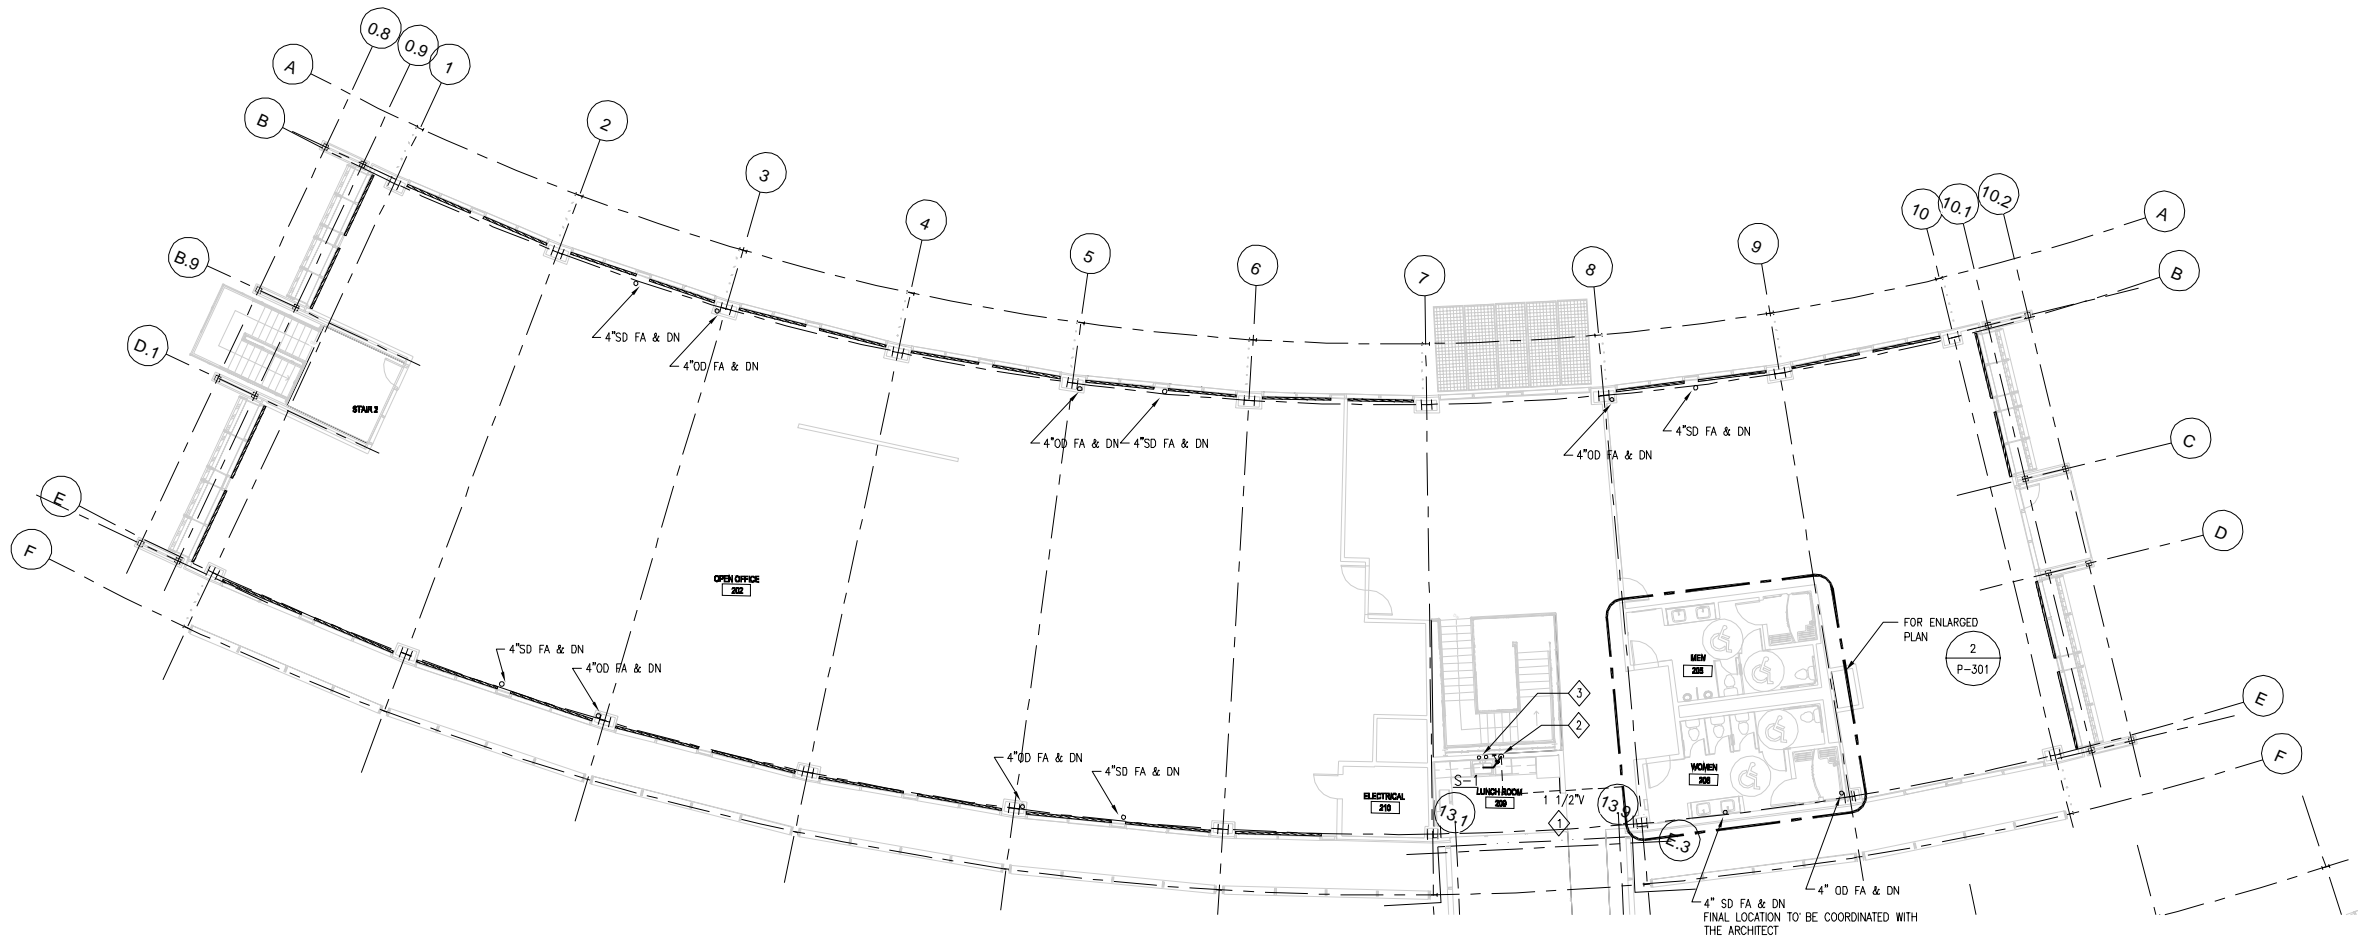 0.8
0.9
1
A
B
2
3
4
5
6
7
8
9
10
10.1
10.2
A
B
B.9
D.1
STAIR 2
4"SD FA & DN
4"OD FA & DN
4"OD FA & DN
4"SD FA & DN
4"OD FA & DN
4"SD FA & DN
C
D
E
F
OPEN OFFICE
202
4"SD FA & DN
4"OD FA & DN
4"OD FA & DN
4"SD FA & DN
FOR ENLARGED
PLAN
2
P-301
MEN
WOMEN
3
2
S-1
LUNCH ROOM
209
1 1/2"V
1
ELECTRICAL
210
13.1
13.9
E.3
E
F
4" OD FA & DN
4" SD FA & DN
FINAL LOCATION TO BE COORDINATED WITH
THE ARCHITECT